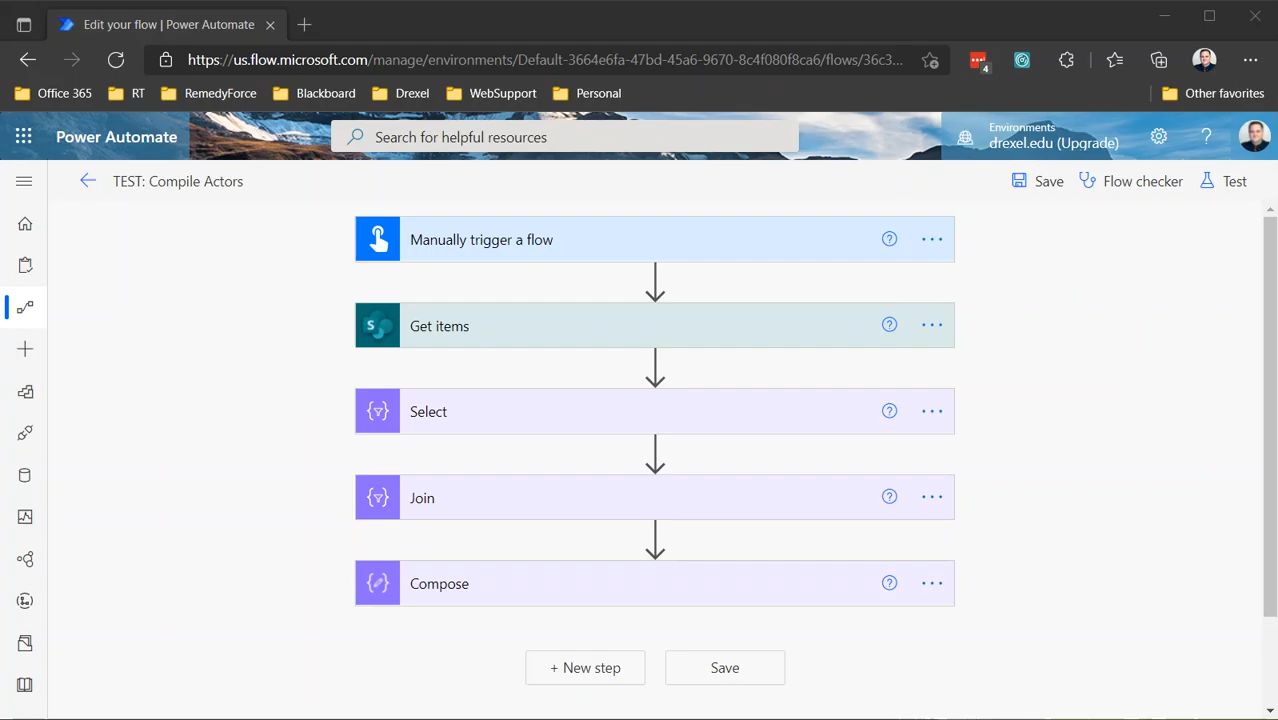 Edit your flow | Power Automate
https://us.flow.microsoft.com/manage/environments/Default-3664e6fa-47bd-45a6-9670-8c4f080f8ca6/flows/36c3...
4
Office 365
RT
RemedyForce
Blackboard
Drexel
WebSupport
Personal
Other favorites
Power Automate
Search for helpful resources
Environments
drexel.edu (Upgrade)
TEST: Compile Actors
Save
Flow checker
Test
Manually trigger a flow
S
Get items
Select
Join
Compose
+ New step
Save